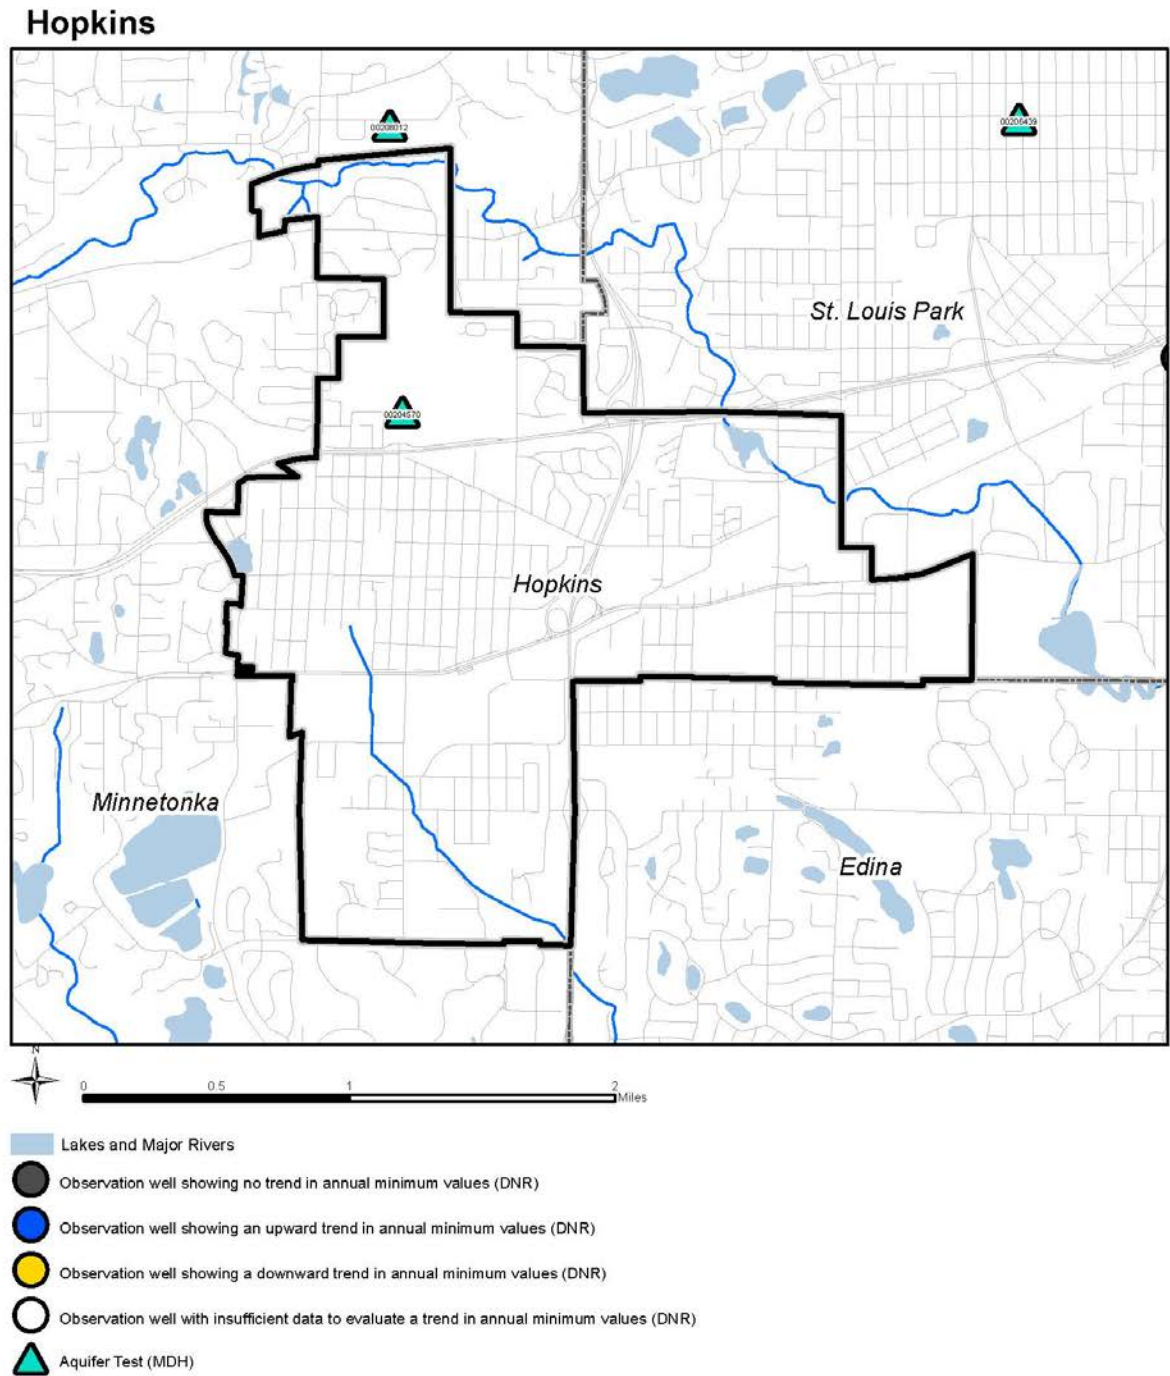 Hopkins
00208012
00206439
St. Louis Park
00204570
Hopkins
Minnetonka
Edina
N
0 0.5 1 2
Miles
Lakes and Major Rivers
Observation well showing no trend in annual minimum values (DNR)
Observation well showing an upward trend in annual minimum values (DNR)
Observation well showing a downward trend in annual minimum values (DNR)
Observation well with insufficient data to evaluate a trend in annual minimum values (DNR)
Aquifer Test (MDH)